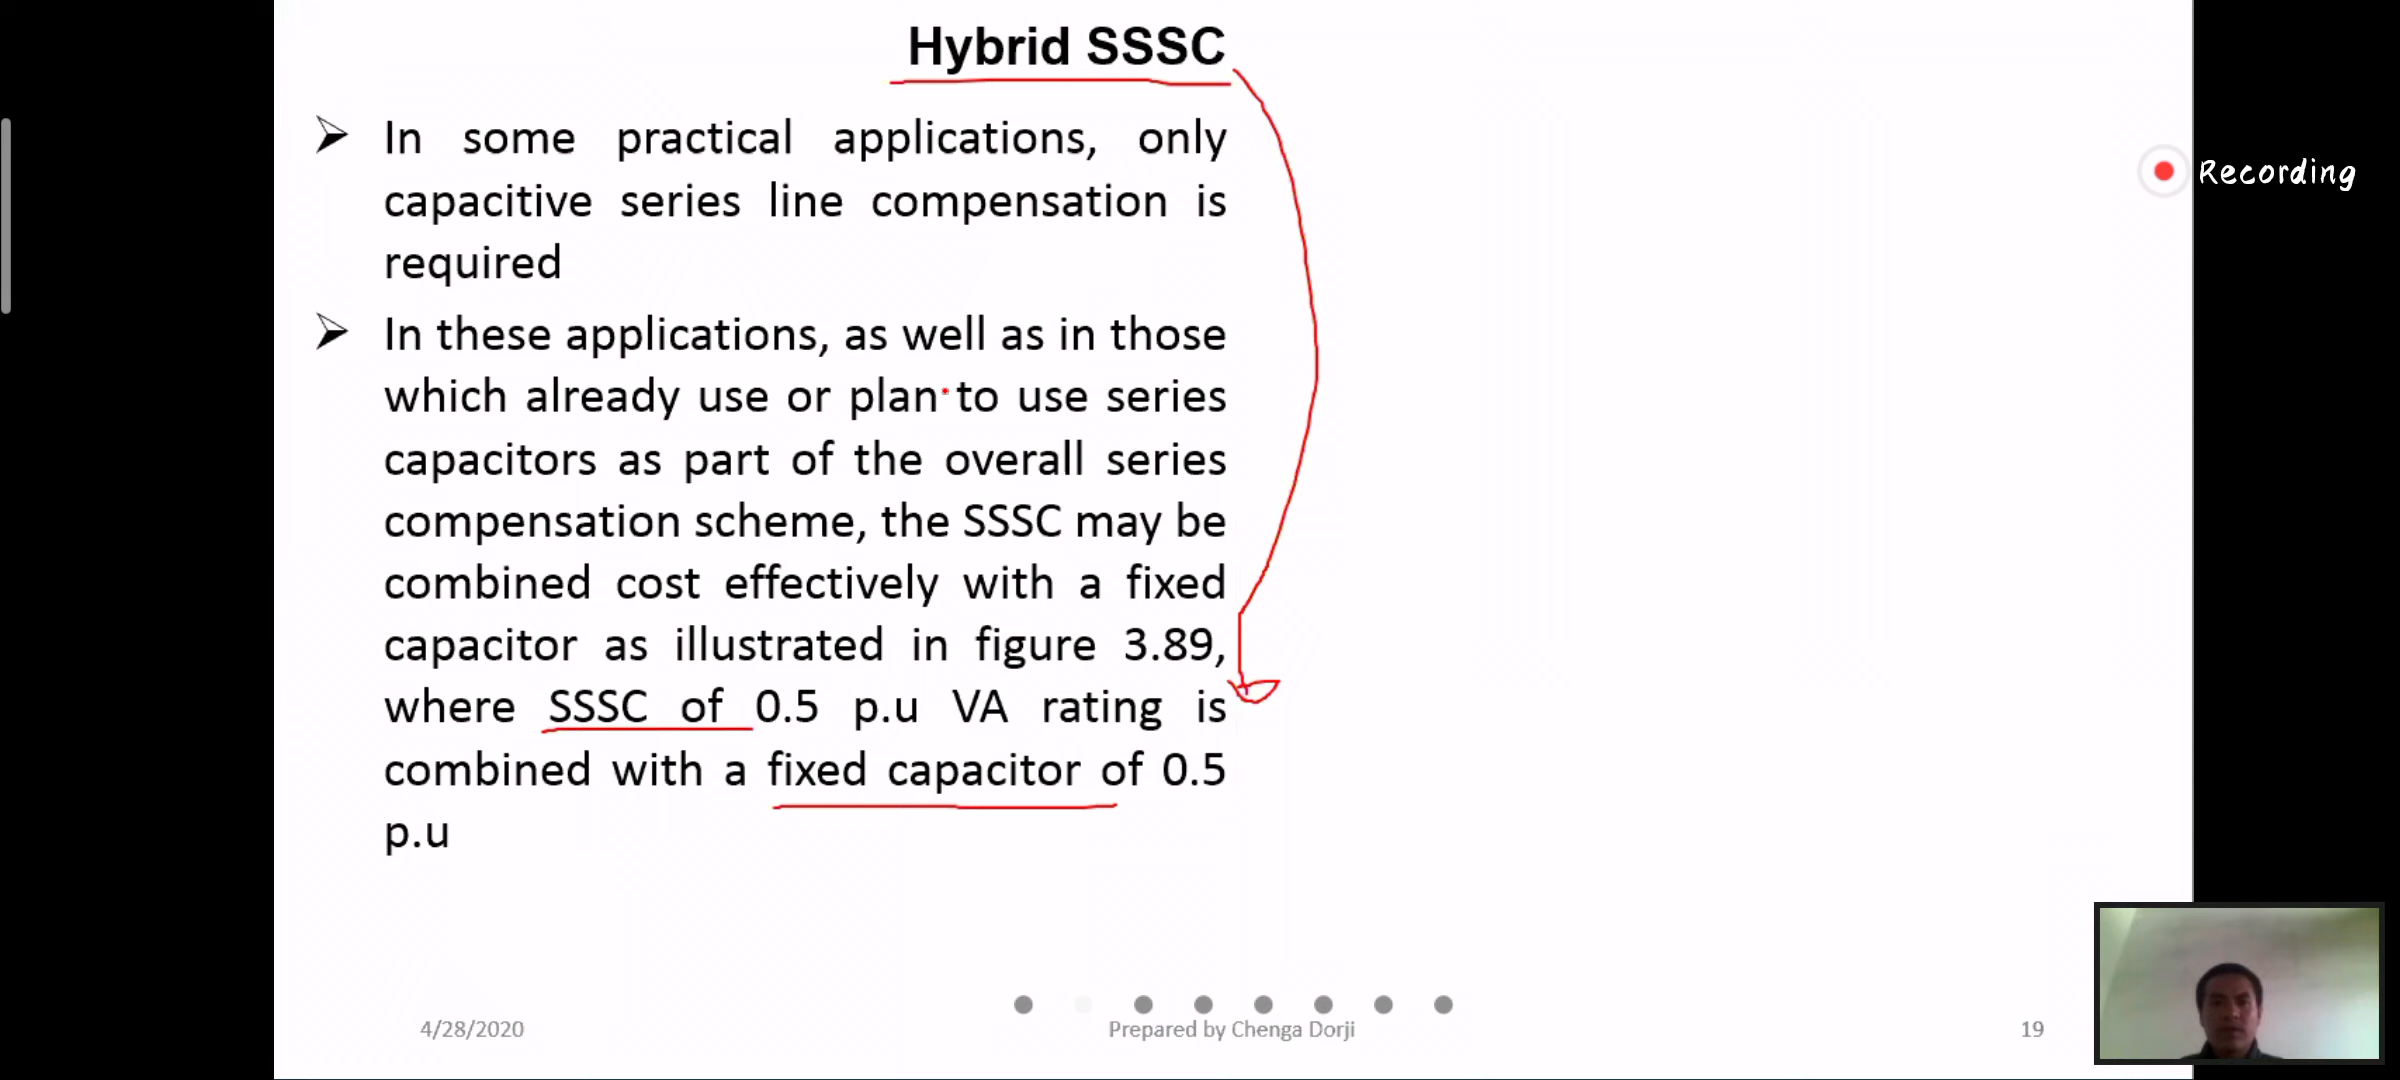 Hybrid SSSC
In some practical applications, only
capacitive series line compensation is
required
In these applications, as well as in those
which already use or plan to use series
capacitors as part of the overall series
compensation scheme, the SSSC may be
combined cost effectively with a fixed
capacitor as illustrated in figure 3.89,
where SSSC of 0.5 p.u VA rating is
combined with a fixed capacitor of 0.5
p.u
Recording
4/28/2020
Prepared by Chenga Dorji
19